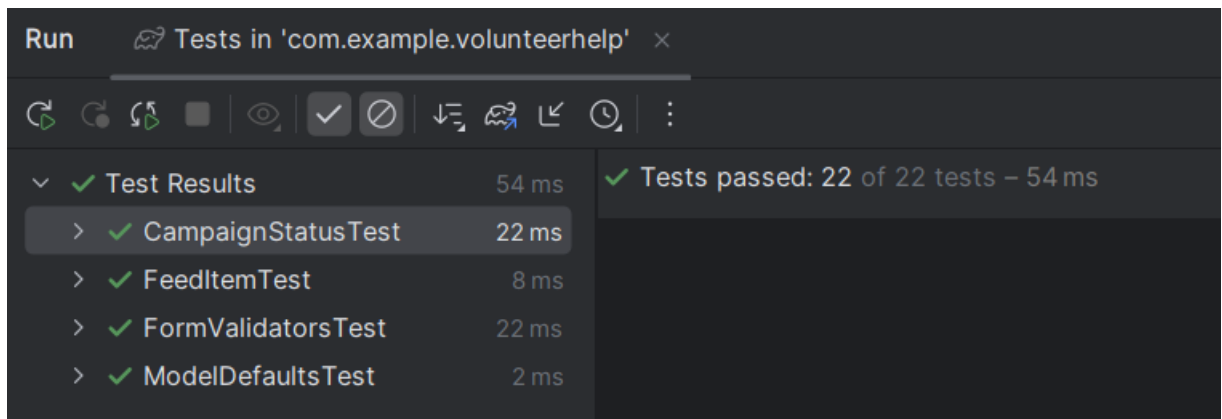 Run Tests in 'com.example.volunteerhelp'
Test Results 54 ms
Tests passed: 22 of 22 tests – 54 ms
CampaignStatusTest 22 ms
FeedItemTest 8 ms
FormValidatorsTest 22 ms
ModelDefaultsTest 2 ms